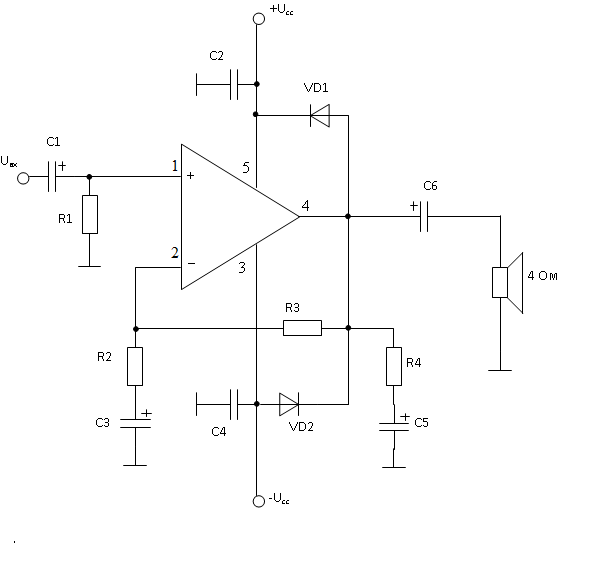 +Ucc
C2
VD1
C1
+
Uвх
1
5
+
C6
+
R1
4
2
−
3
4 Ом
R3
R2
R4
+
C3
+
C5
C4
VD2
-Ucc
.